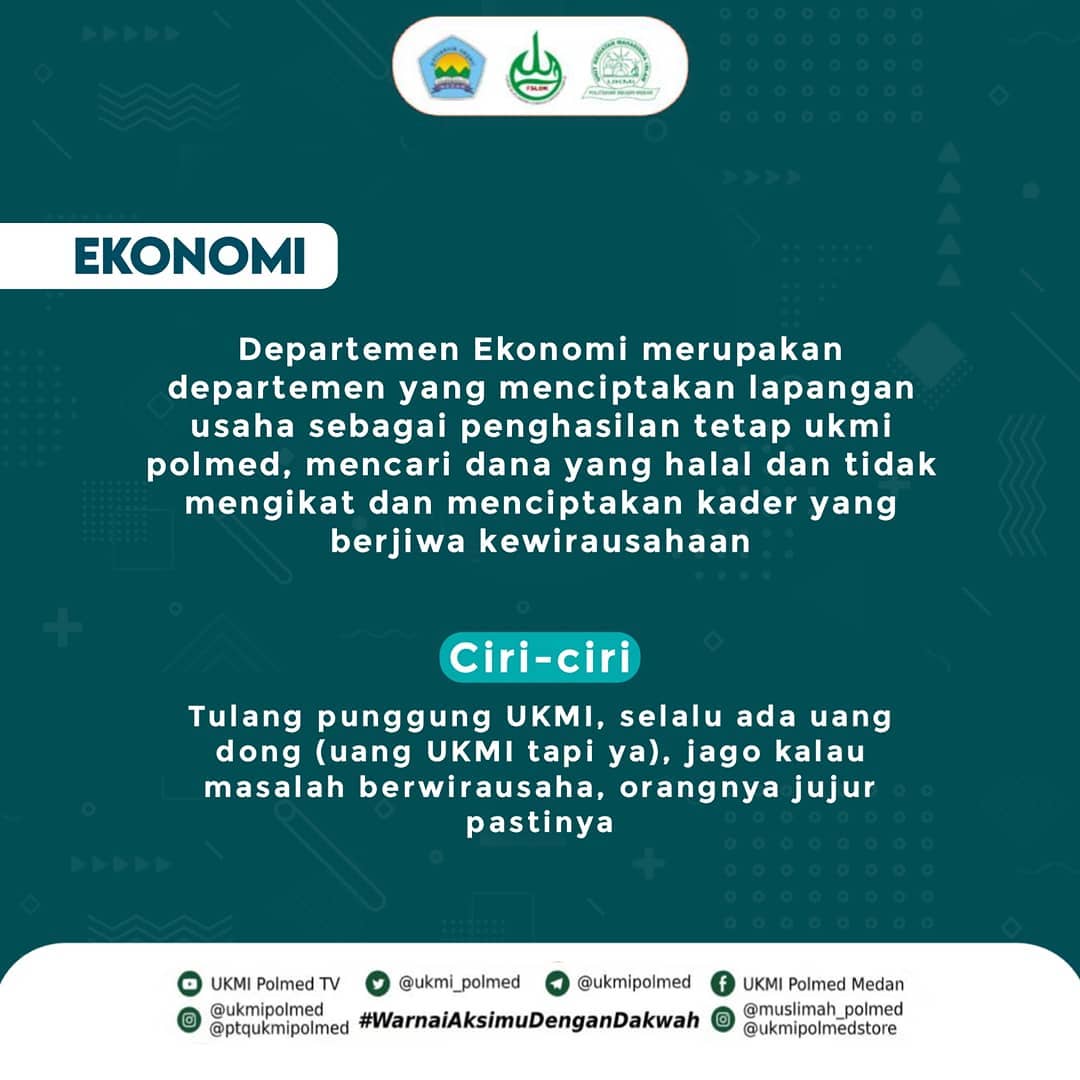 FSLDK
UKMI
EKONOMI
Departemen Ekonomi merupakan
departemen yang menciptakan lapangan
usaha sebagai penghasilan tetap ukmi
polmed, mencari dana yang halal dan tidak
mengikat dan menciptakan kader yang
berjiwa kewirausahaan
Ciri-ciri
Tulang punggung UKMI, selalu ada uang
dong (uang UKMI tapi ya), jago kalau
masalah berwirausaha, orangnya jujur
pastinya
UKMI Polmed TV
@ukmi_polmed
@ukmipolmed
UKMI Polmed Medan
@ukmipolmed
@ptqukmipolmed
#WarnaiAksimuDenganDakwah
@muslimah_polmed
@ukmipolmedstore